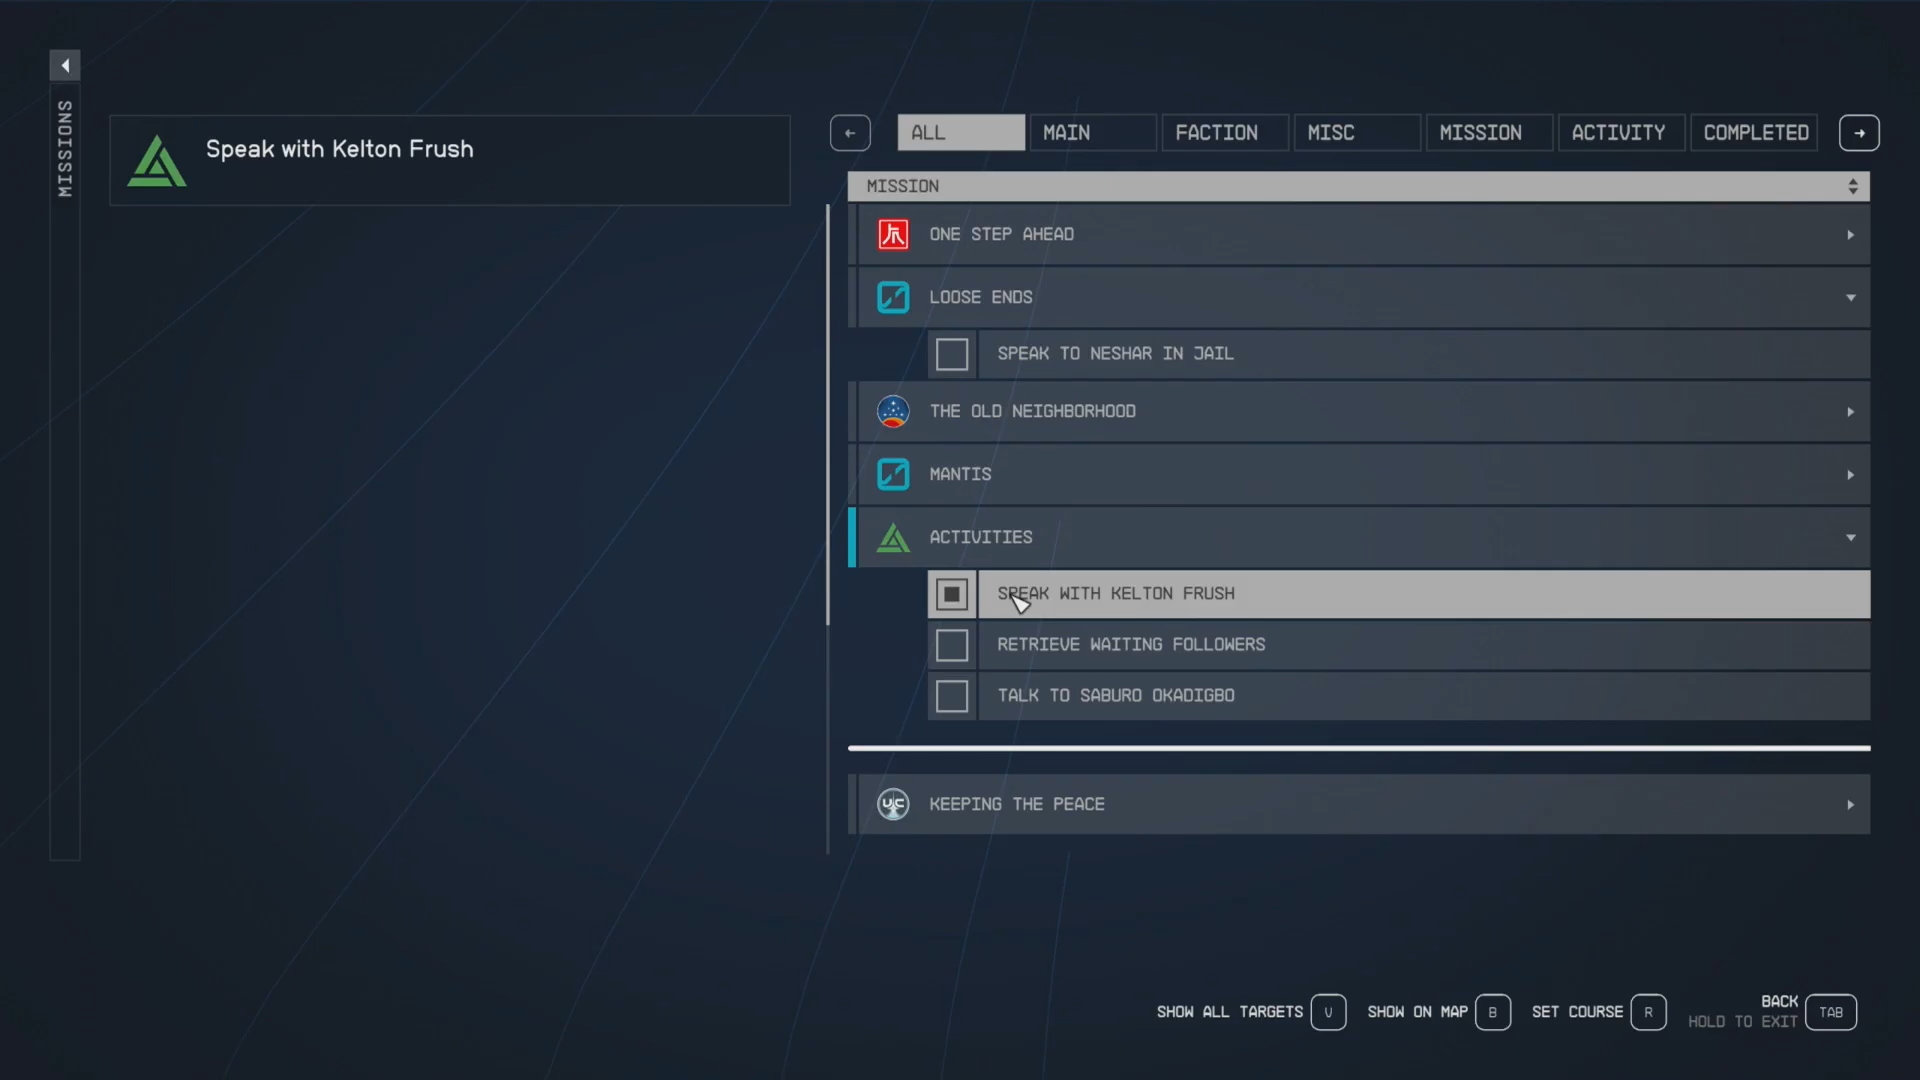 MISSIONS
Speak with Kelton Frush
ALL
MAIN
FACTION
MISC
MISSION
ACTIVITY
COMPLETED
MISSION
ONE STEP AHEAD
LOOSE ENDS
SPEAK TO NESHAR IN JAIL
THE OLD NEIGHBORHOOD
MANTIS
ACTIVITIES
SPEAK WITH KELTON FRUSH
RETRIEVE WAITING FOLLOWERS
TALK TO SABURO OKADIGBO
UC
KEEPING THE PEACE
SHOW ALL TARGETS V
SHOW ON MAP B
SET COURSE R
BACK
HOLD TO EXIT
TAB